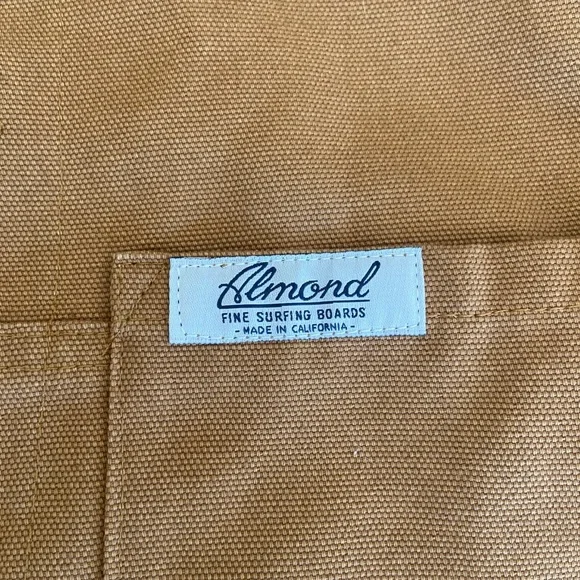 Almond
FINE SURFING BOARDS
- MADE IN CALIFORNIA -